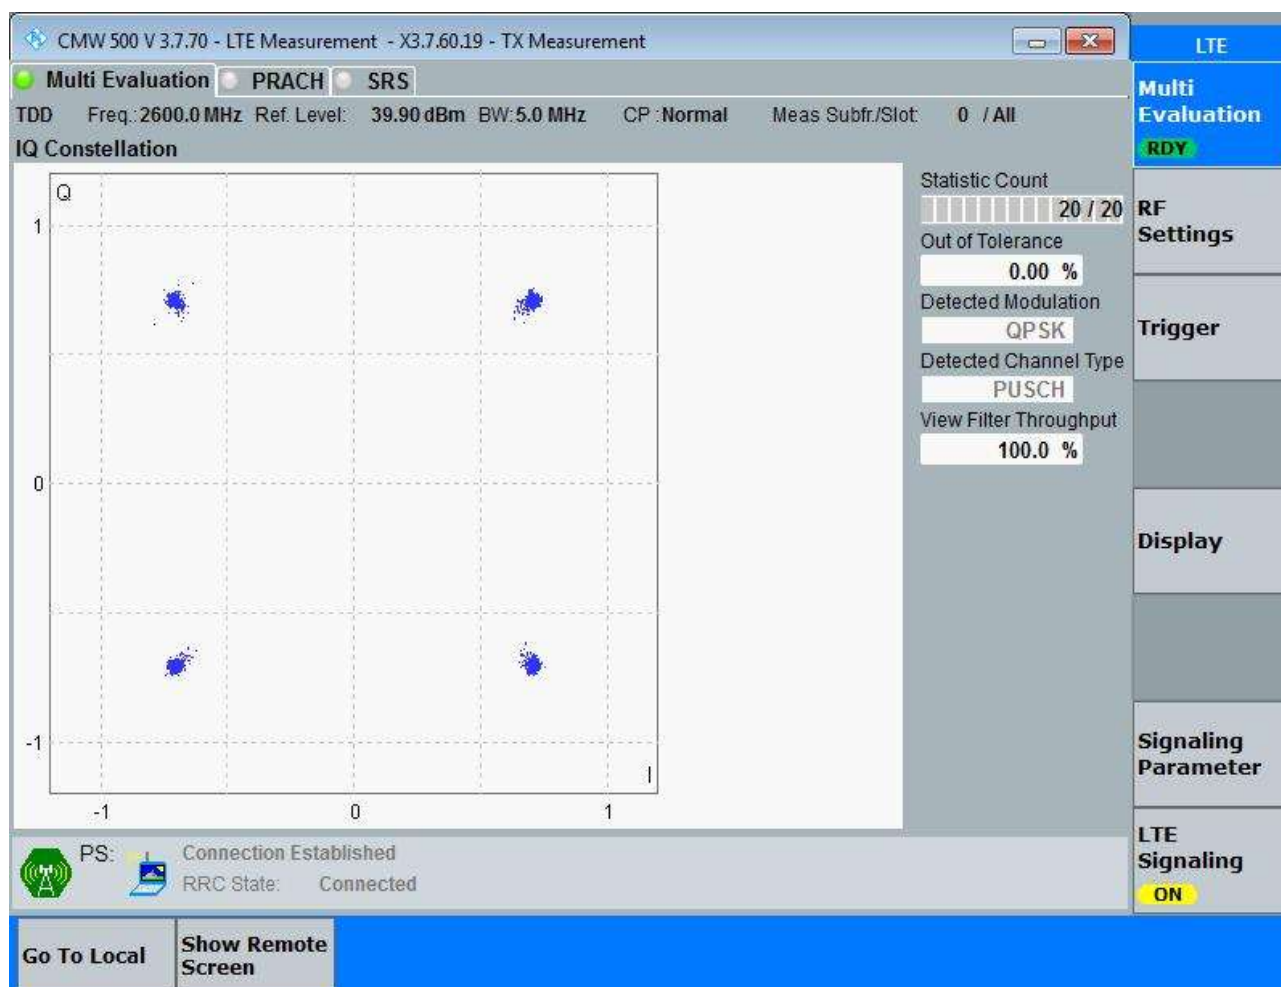 CMW 500 V 3.7.70 - LTE Measurement - X3.7.60.19 - TX Measurement
LTE
Multi Evaluation PRACH SRS
TDD Freq.: 2600.0 MHz Ref. Level: 39.90 dBm BW: 5.0 MHz CP : Normal Meas Subfr./Slot: 0 / All
IQ Constellation
Q
1
0
-1
-1 0 1
I
Statistic Count
20 / 20
Out of Tolerance
0.00 %
Detected Modulation
QPSK
Detected Channel Type
PUSCH
View Filter Throughput
100.0 %
Multi
Evaluation
RDY
RF
Settings
Trigger
Display
Signaling
Parameter
LTE
Signaling
ON
PS: Connection Established
RRC State: Connected
Go To Local
Show Remote
Screen